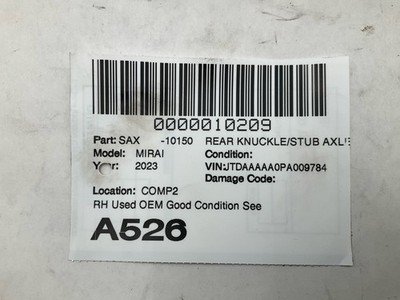 0000010209
Part: SAX -10150 REAR KNUCKLE/STUB AXLE
Model: MIRAI Condition:
Year: 2023 VIN:JTDAAAAA0PA009784
Damage Code:
Location: COMP2
RH Used OEM Good Condition See
A526